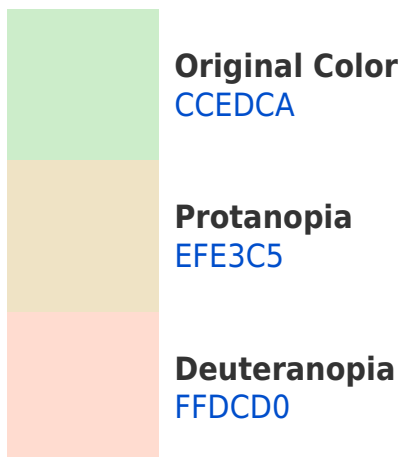 Original Color
CCEDCA
Protanopia
EFE3C5
Deuteranopia
FFDCD0